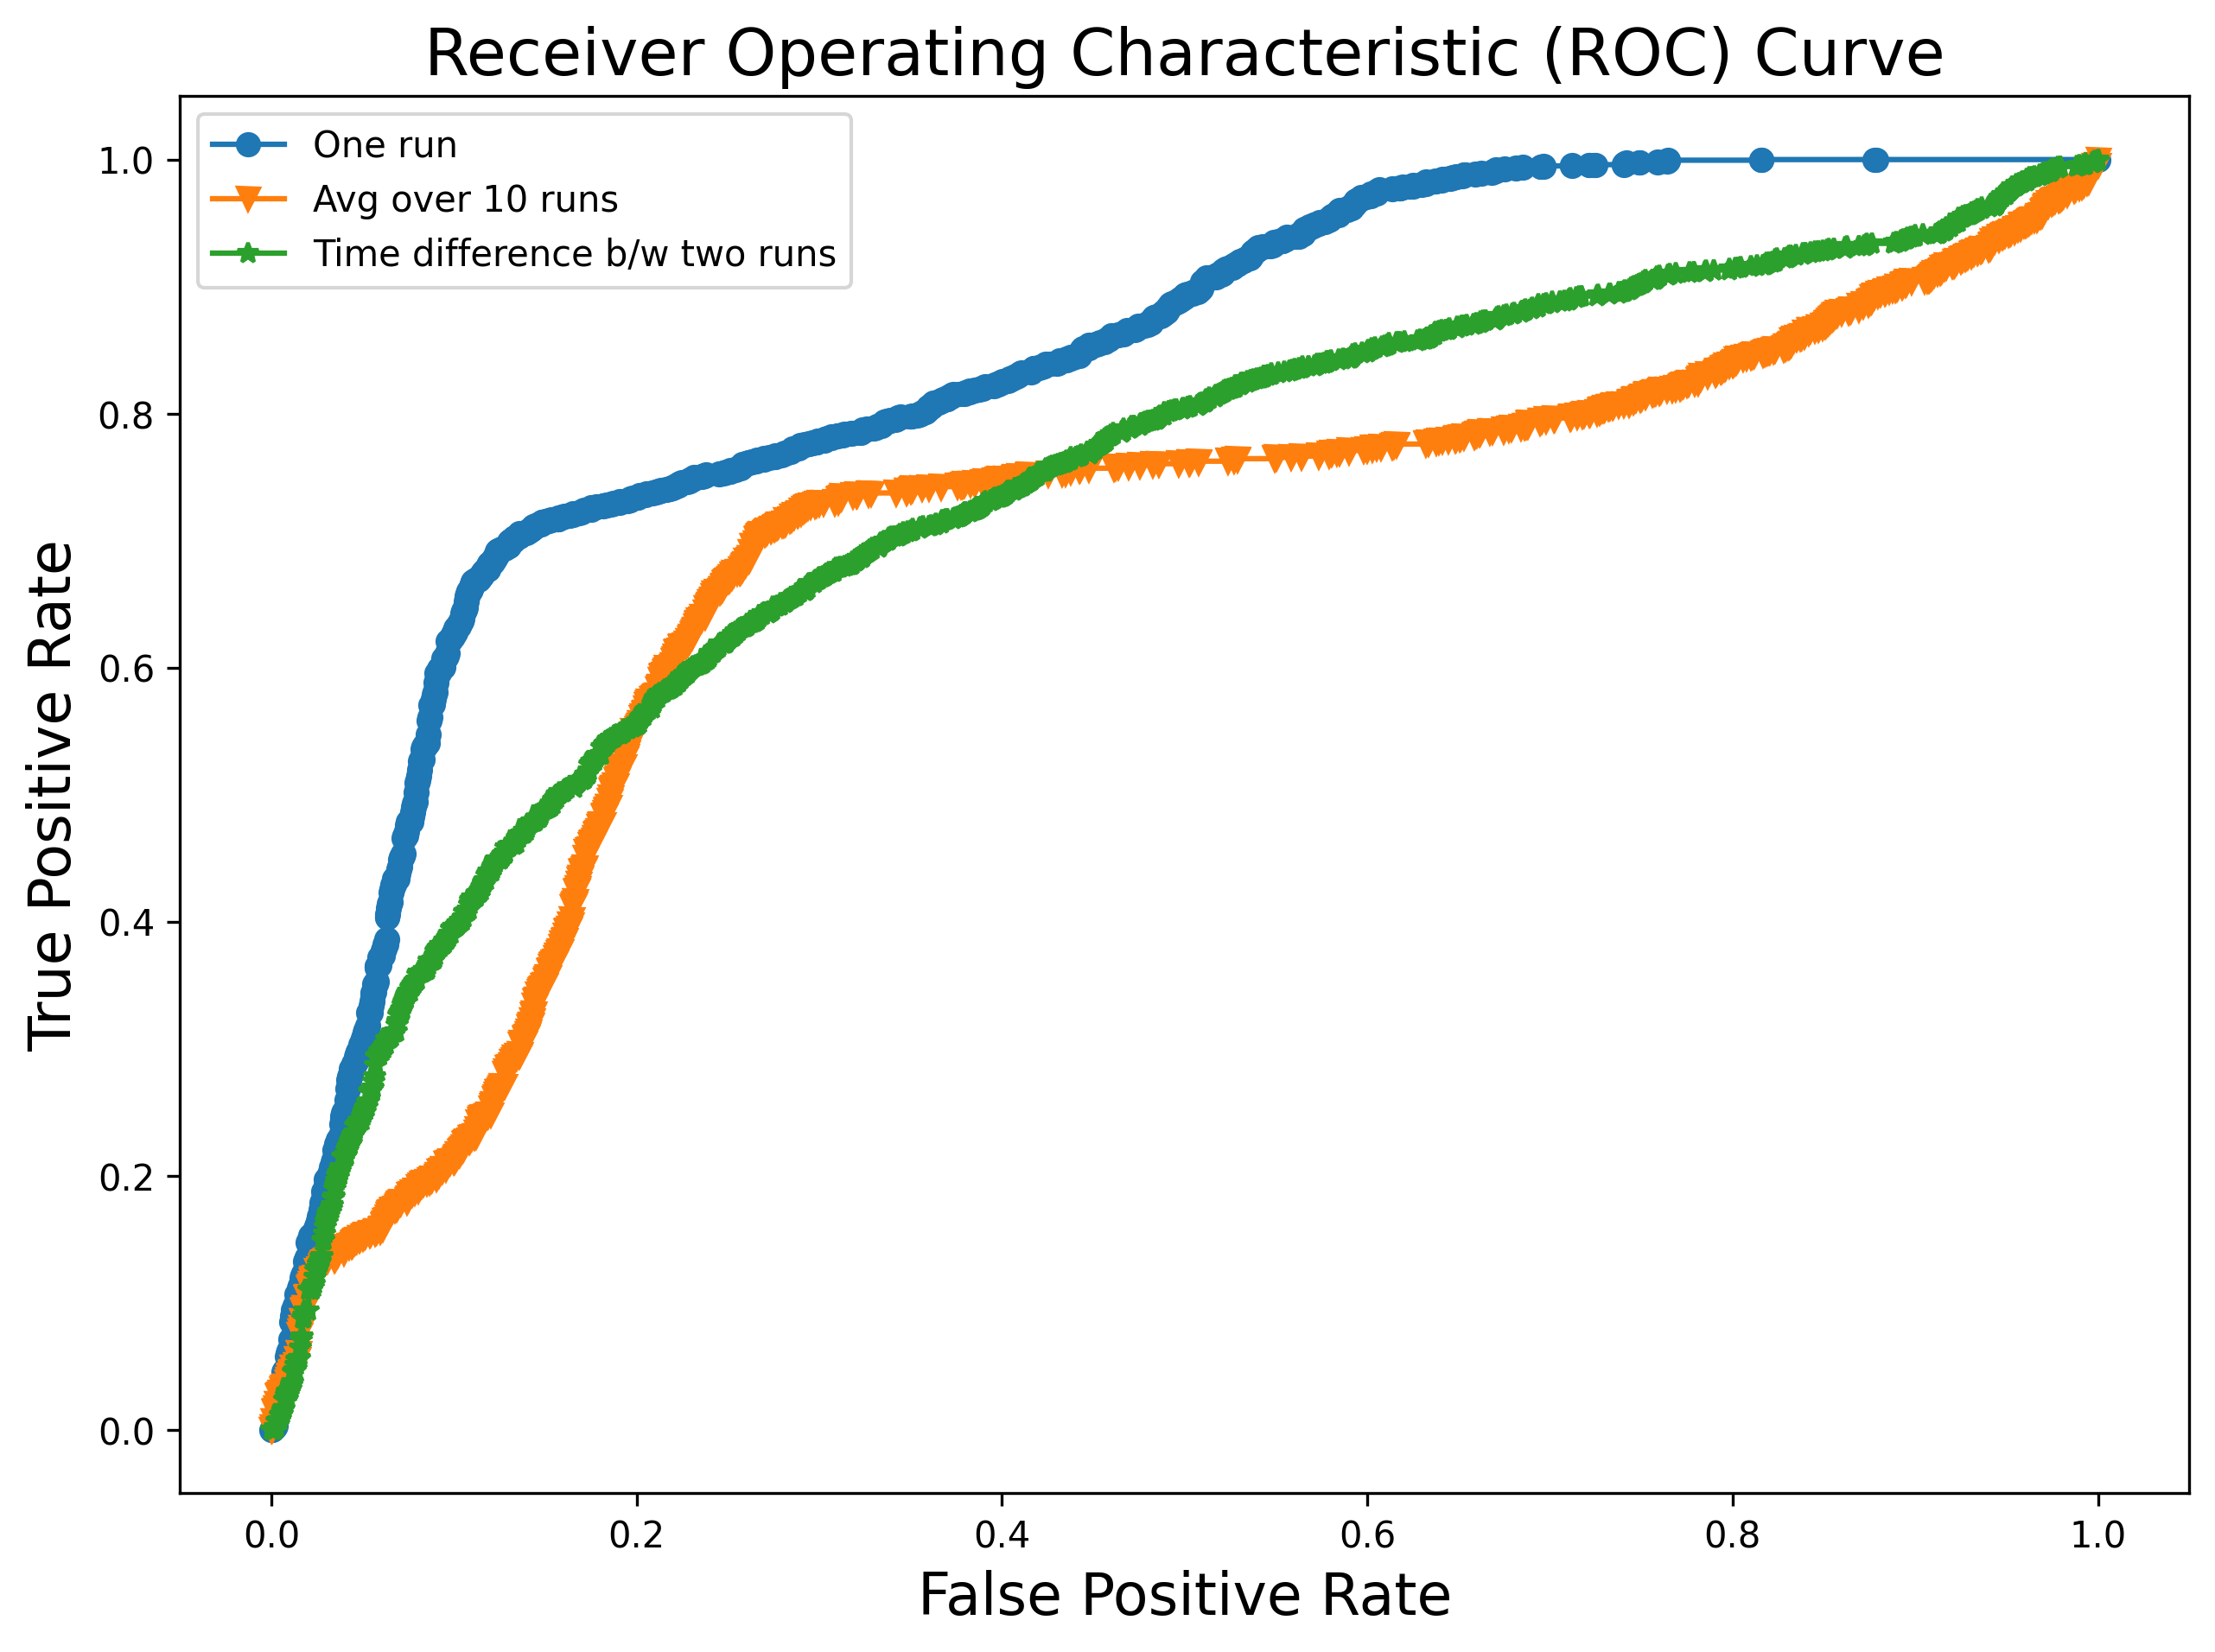 Receiver Operating Characteristic (ROC) Curve
One run
Avg over 10 runs
Time difference b/w two runs
1.0
0.8
0.6
0.4
0.2
0.0
True Positive Rate
0.0 0.2 0.4 0.6 0.8 1.0
False Positive Rate